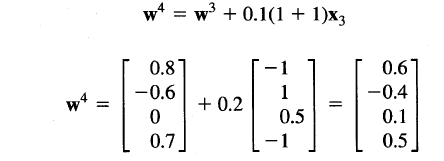 w⁴ = w³ + 0.1(1 + 1)x₃
w⁴ = [0.8 -0.6 0 0.7] + 0.2 [-1 1 0.5 -1] = [0.6 -0.4 0.1 0.5]